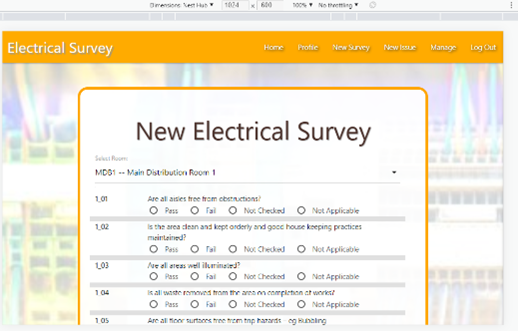 Dimensions: Nest Hub ▼ 1024 x 600 100% ▼ No throttling ▼
Electrical Survey Home Profile New Survey New Issue Manage Log Out
New Electrical Survey
Select Room
MDB1 -- Main Distribution Room 1
1_01 Are all aisles free from obstructions?
Pass Fail Not Checked Not Applicable
1_02 Is the area clean and kept orderly and good house keeping practices
maintained?
Pass Fail Not Checked Not Applicable
1_03 Are all areas well illuminated?
Pass Fail Not Checked Not Applicable
1_04 Is all waste removed from the area on completion of works?
Pass Fail Not Checked Not Applicable
1_05 Are all floor surfaces free from trip hazards - eg Bubbling